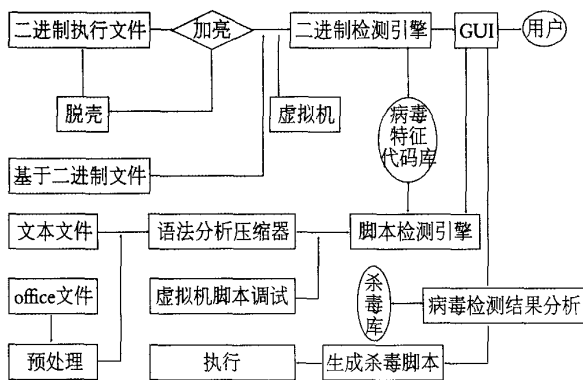 二进制执行文件
加亮
二进制检测引擎
GUI
用户
脱壳
虚拟机
病毒
特征
代码库
基于二进制文件
文本文件
语法分析压缩器
脚本检测引擎
office文件
虚拟机脚本调试
杀
毒
库
病毒检测结果分析
预处理
执行
生成杀毒脚本